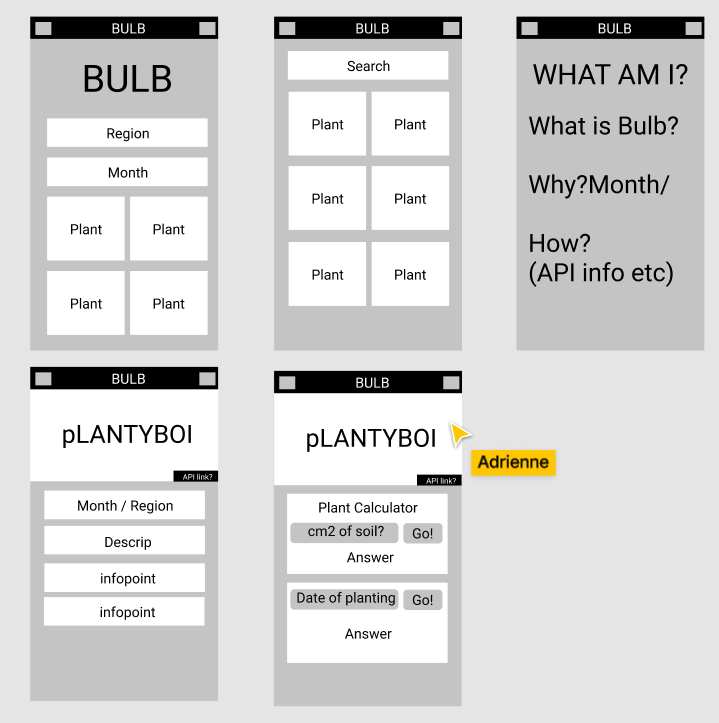 BULB
BULB
Region
Month
Plant
Plant
Plant
Plant
BULB
Search
Plant
Plant
Plant
Plant
Plant
Plant
BULB
WHAT AM I?
What is Bulb?
Why?Month/
How?
(API info etc)
BULB
pLANTYBOI
API link?
Month / Region
Descrip
infopoint
infopoint
BULB
pLANTYBOI
API link?
Plant Calculator
cm2 of soil?
Go!
Answer
Date of planting
Go!
Answer
Adrienne